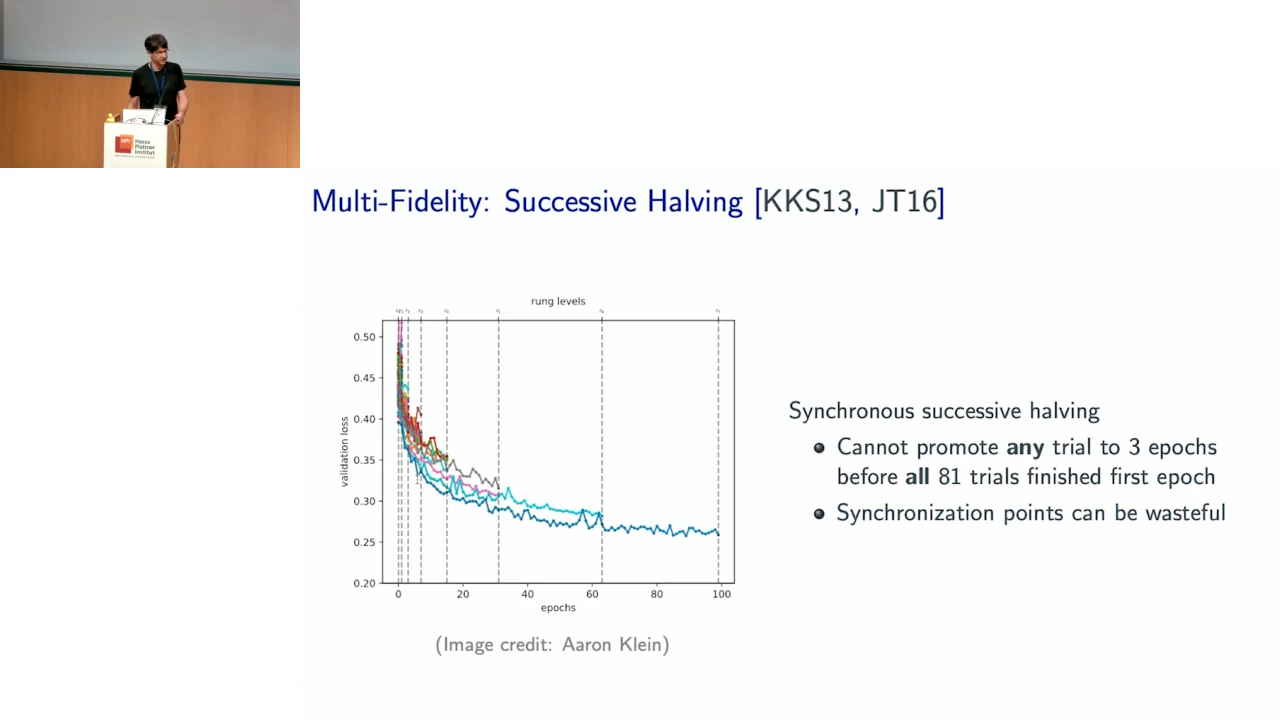 Hasso
Plattner
Institut
Multi-Fidelity: Successive Halving [KKS13, JT16]
rung levels
0.50
0.45
0.40
0.35
0.30
0.25
0.20
validation loss
0 20 40 60 80 100
epochs
(Image credit: Aaron Klein)
Synchronous successive halving
Cannot promote any trial to 3 epochs
before all 81 trials finished first epoch
Synchronization points can be wasteful